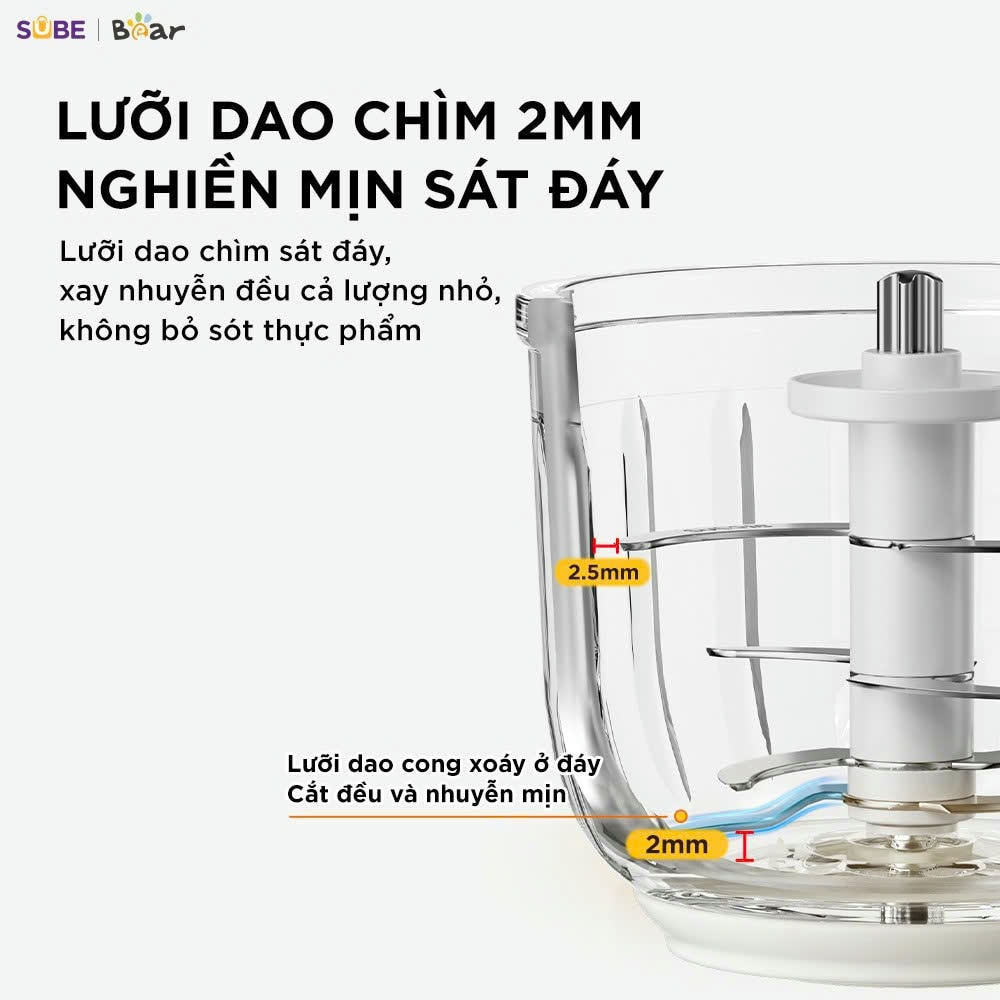 SUBE | Bear
LƯỠI DAO CHÌM 2MM
NGHIỀN MỊN SÁT ĐÁY
Lưỡi dao chìm sát đáy,
xay nhuyễn đều cả lượng nhỏ,
không bỏ sót thực phẩm
2.5mm
Lưỡi dao cong xoáy ở đáy
Cắt đều và nhuyễn mịn
2mm